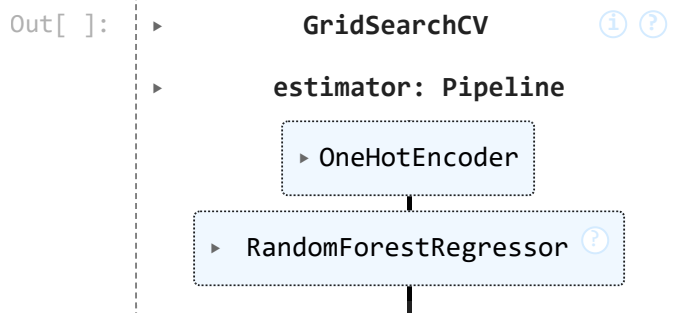 Out[ ]: ▸ GridSearchCV i ?
▸ estimator: Pipeline
▸ OneHotEncoder
▸ RandomForestRegressor ?